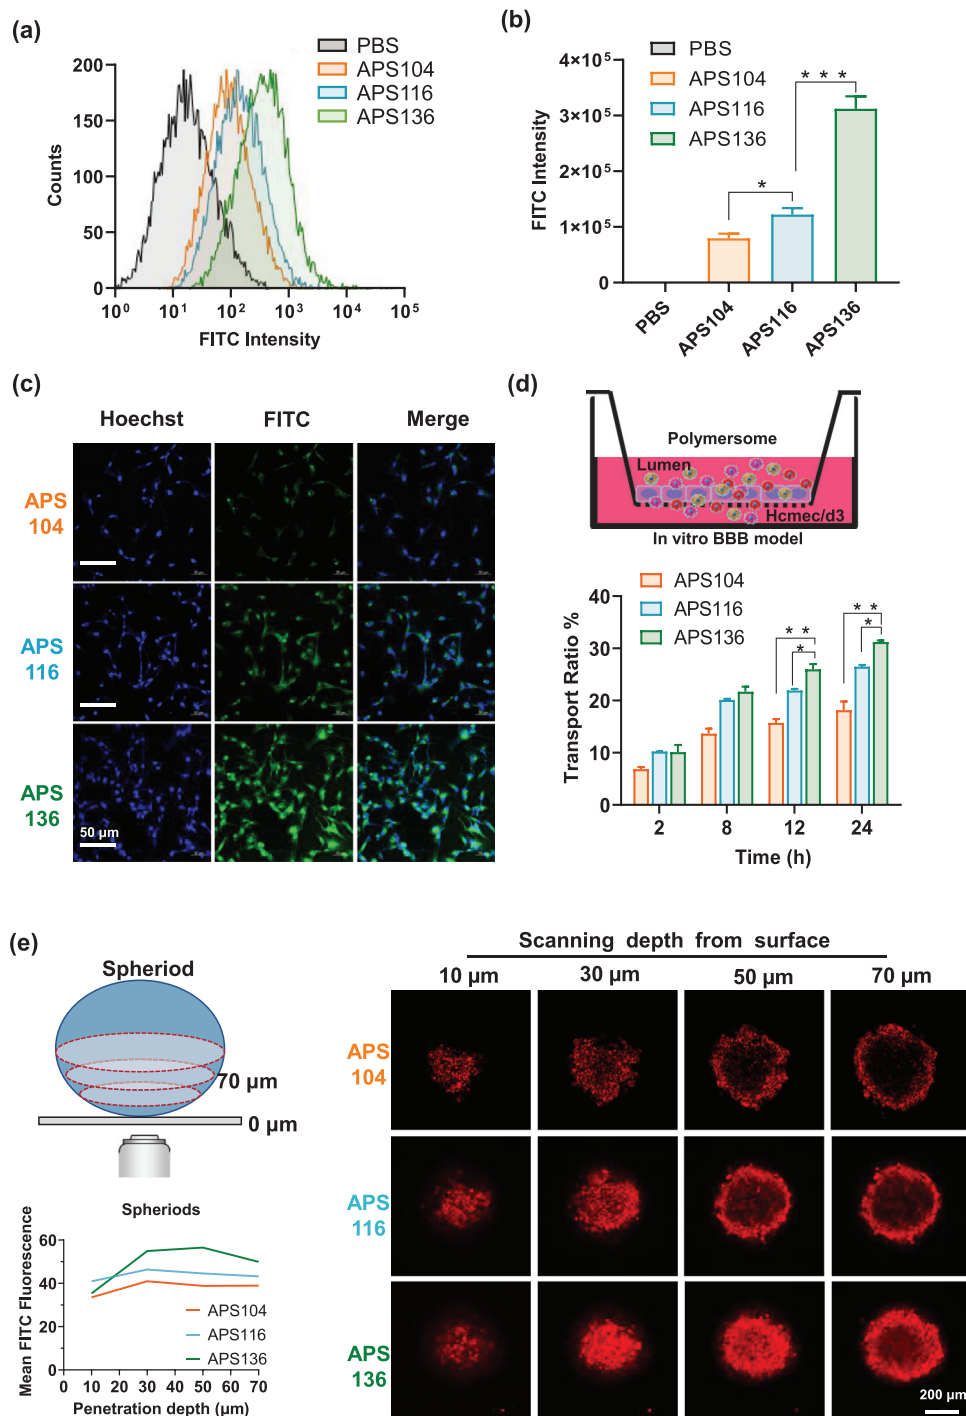 (a)
PBS
APS104
APS116
APS136
200
150
100
50
0
Counts
10⁰ 10¹ 10² 10³ 10⁴ 10⁵
FITC Intensity
(b)
PBS
APS104
APS116
APS136
4×10⁵
3×10⁵
2×10⁵
1×10⁵
0
FITC Intensity
* * *
*
PBS APS104 APS116 APS136
(c)
Hoechst FITC Merge
APS
104
APS
116
APS
136
50 µm
(d)
Polymersome
Lumen
Hcmec/d3
In vitro BBB model
APS104
APS116
APS136
40
30
20
10
0
Transport Ratio %
* *
*
* *
*
2 8 12 24
Time (h)
(e)
Spheriod
70 µm
0 µm
Spheriods
60
40
20
0
Mean FITC Fluorescence
APS104
APS116
APS136
0 10 30 50 70
Penetration depth (µm)
Scanning depth from surface
10 µm 30 µm 50 µm 70 µm
APS
104
APS
116
APS
136
200 µm